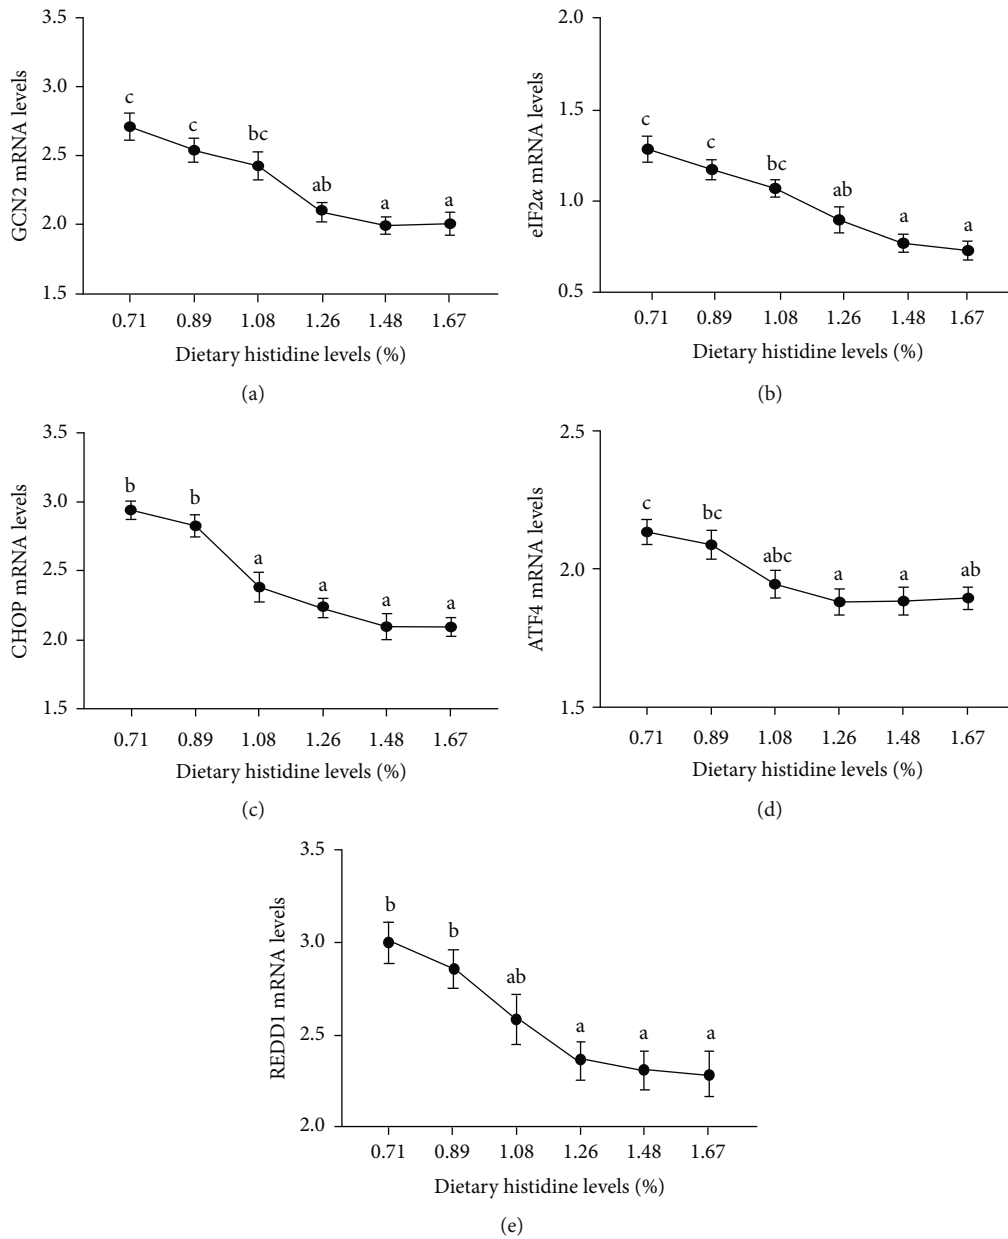 3.5
3.0
2.5
2.0
1.5
GCN2 mRNA levels
c
c
bc
ab
a
a
0.71 0.89 1.08 1.26 1.48 1.67
Dietary histidine levels (%)
(a)
2.0
1.5
1.0
0.5
eIF2α mRNA levels
c
c
bc
ab
a
a
0.71 0.89 1.08 1.26 1.48 1.67
Dietary histidine levels (%)
(b)
3.5
3.0
2.5
2.0
1.5
CHOP mRNA levels
b
b
a
a
a
a
0.71 0.89 1.08 1.26 1.48 1.67
Dietary histidine levels (%)
(c)
2.5
2.0
1.5
ATF4 mRNA levels
c
bc
abc
a
a
ab
0.71 0.89 1.08 1.26 1.48 1.67
Dietary histidine levels (%)
(d)
3.5
3.0
2.5
2.0
REDD1 mRNA levels
b
b
ab
a
a
a
0.71 0.89 1.08 1.26 1.48 1.67
Dietary histidine levels (%)
(e)